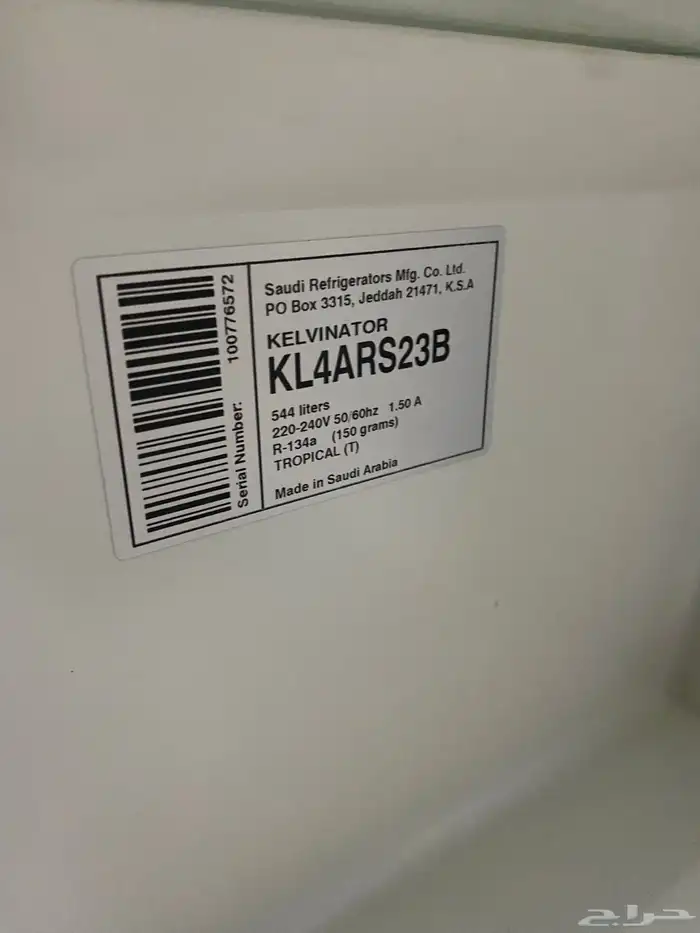 Saudi Refrigerators Mfg. Co. Ltd.
PO Box 3315, Jeddah 21471, K.S.A
KELVINATOR
KL4ARS23B
544 liters
220-240V 50/60hz 1.50 A
R-134a (150 grams)
TROPICAL (T)
Made in Saudi Arabia
Serial Number: 100776572
حراج